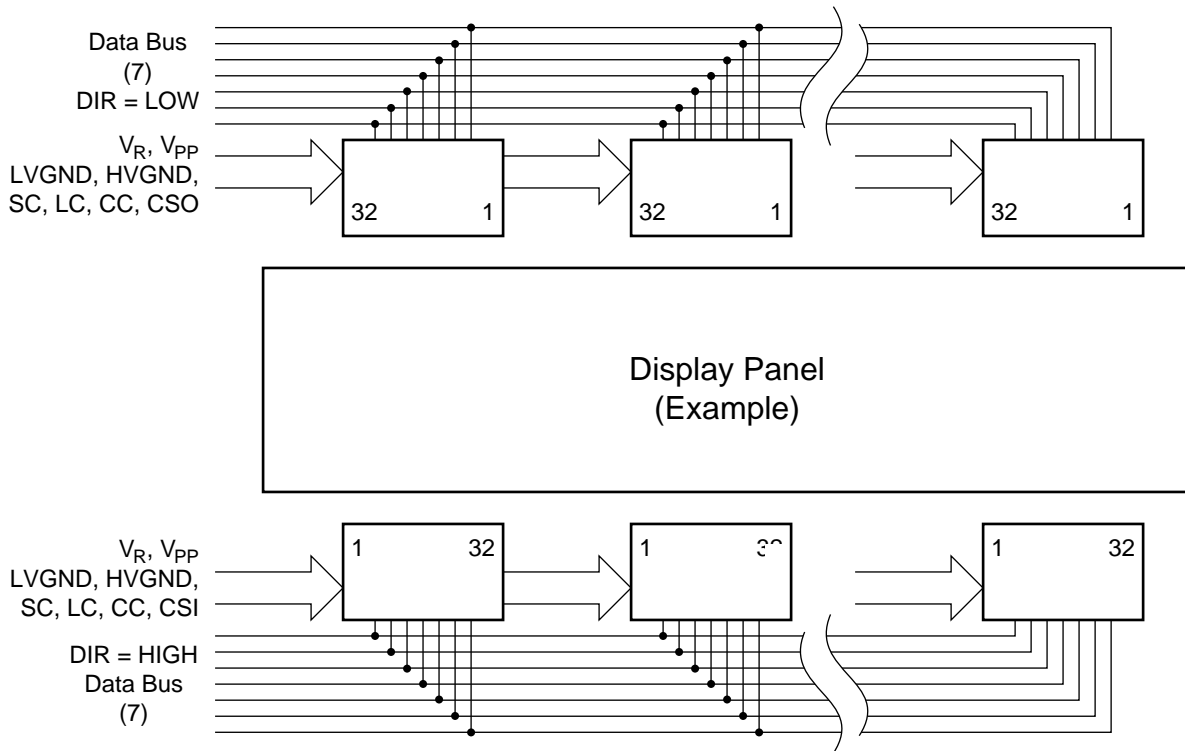 Data Bus
(7)
DIR = LOW
V_R, V_PP
LVGND, HVGND,
SC, LC, CC, CSO
32 1
32 1
32 1
Display Panel
(Example)
V_R, V_PP
LVGND, HVGND,
SC, LC, CC, CSI
1 32
1
1 32
DIR = HIGH
Data Bus
(7)